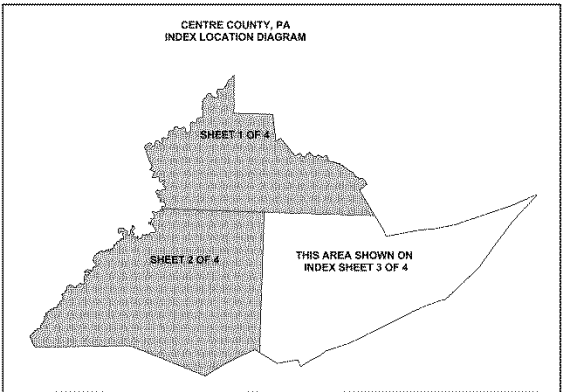 CENTRE COUNTY, PA
INDEX LOCATION DIAGRAM
SHEET 1 OF 4
SHEET 2 OF 4
THIS AREA SHOWN ON
INDEX SHEET 3 OF 4